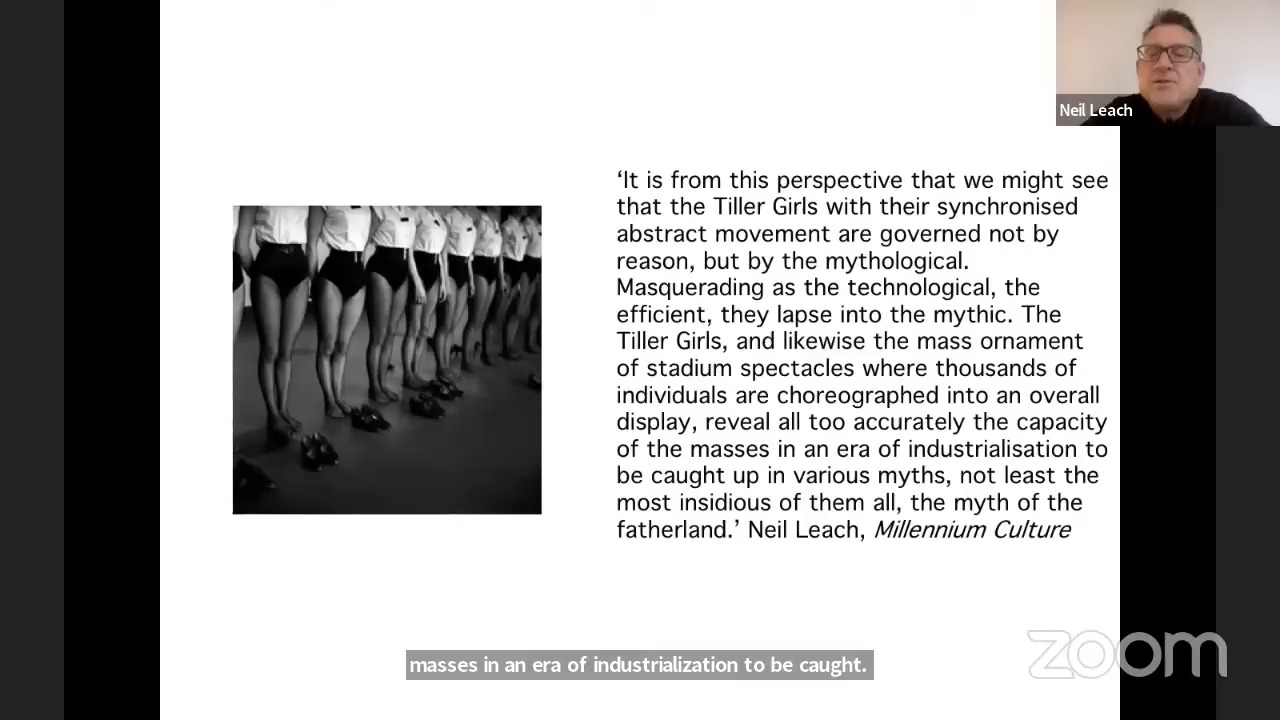 Neil Leach
‘It is from this perspective that we might see
that the Tiller Girls with their synchronised
abstract movement are governed not by
reason, but by the mythological.
Masquerading as the technological, the
efficient, they lapse into the mythic. The
Tiller Girls, and likewise the mass ornament
of stadium spectacles where thousands of
individuals are choreographed into an overall
display, reveal all too accurately the capacity
of the masses in an era of industrialisation to
be caught up in various myths, not least the
most insidious of them all, the myth of the
fatherland.’ Neil Leach, Millennium Culture
masses in an era of industrialization to be caught.
zoom